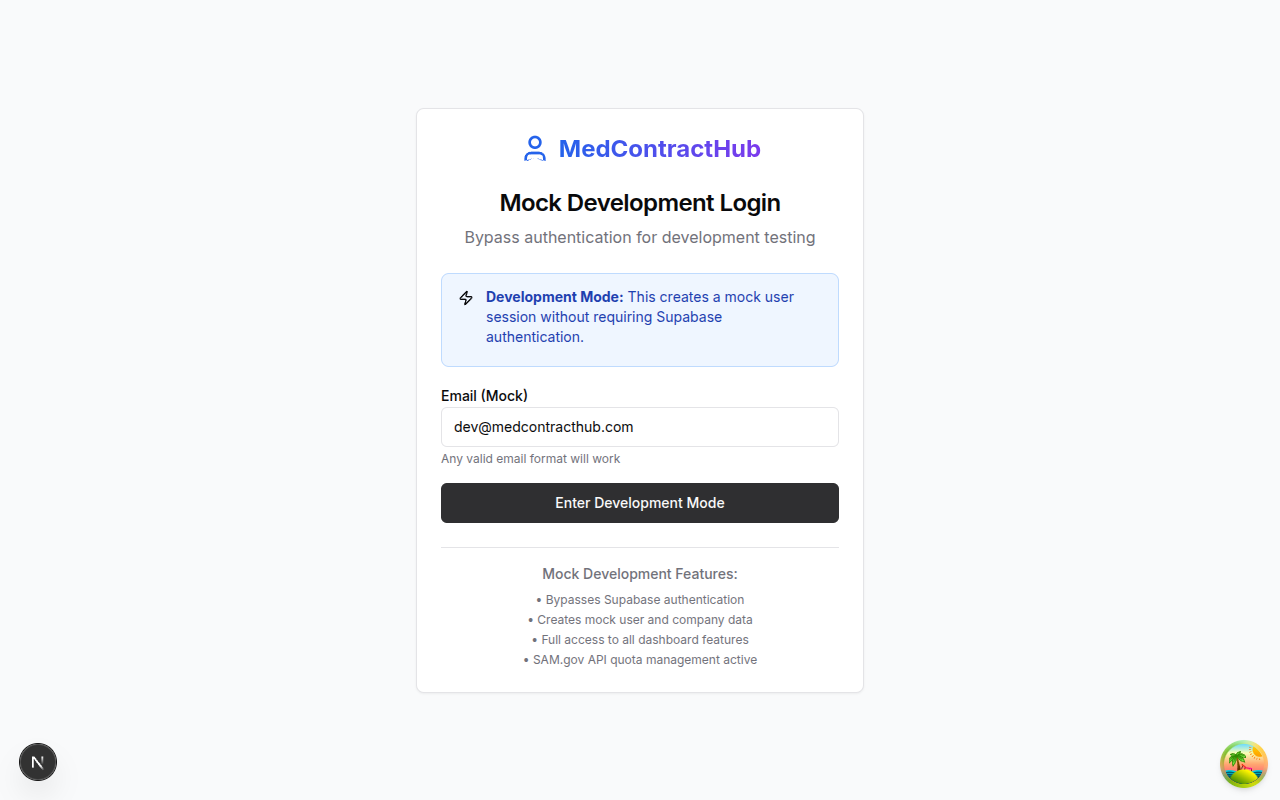 MedContractHub
Mock Development Login
Bypass authentication for development testing
Development Mode: This creates a mock user
session without requiring Supabase
authentication.
Email (Mock)
dev@medcontracthub.com
Any valid email format will work
Enter Development Mode
Mock Development Features:
• Bypasses Supabase authentication
• Creates mock user and company data
• Full access to all dashboard features
• SAM.gov API quota management active
N